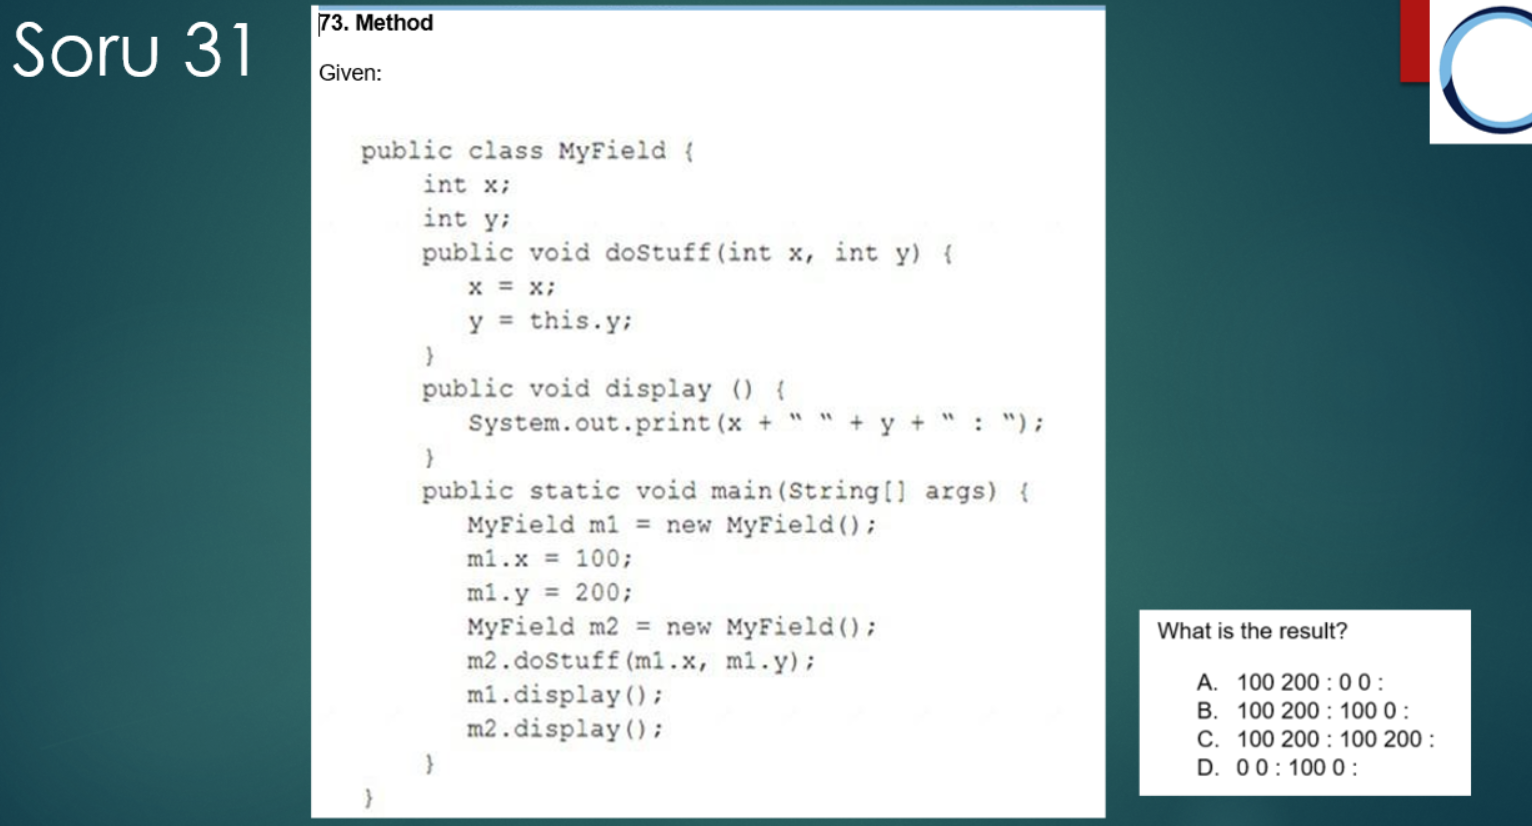 Soru 31
73. Method
Given:
public class MyField {
int x;
int y;
public void doStuff(int x, int y) {
x = x;
y = this.y;
}
public void display () {
System.out.print(x + " " + y + " : ");
}
public static void main(String[] args) {
MyField m1 = new MyField();
m1.x = 100;
m1.y = 200;
MyField m2 = new MyField();
m2.doStuff(m1.x, m1.y);
m1.display();
m2.display();
}
}
What is the result?
A. 100 200 : 0 0 :
B. 100 200 : 100 0 :
C. 100 200 : 100 200 :
D. 0 0 : 100 0 :